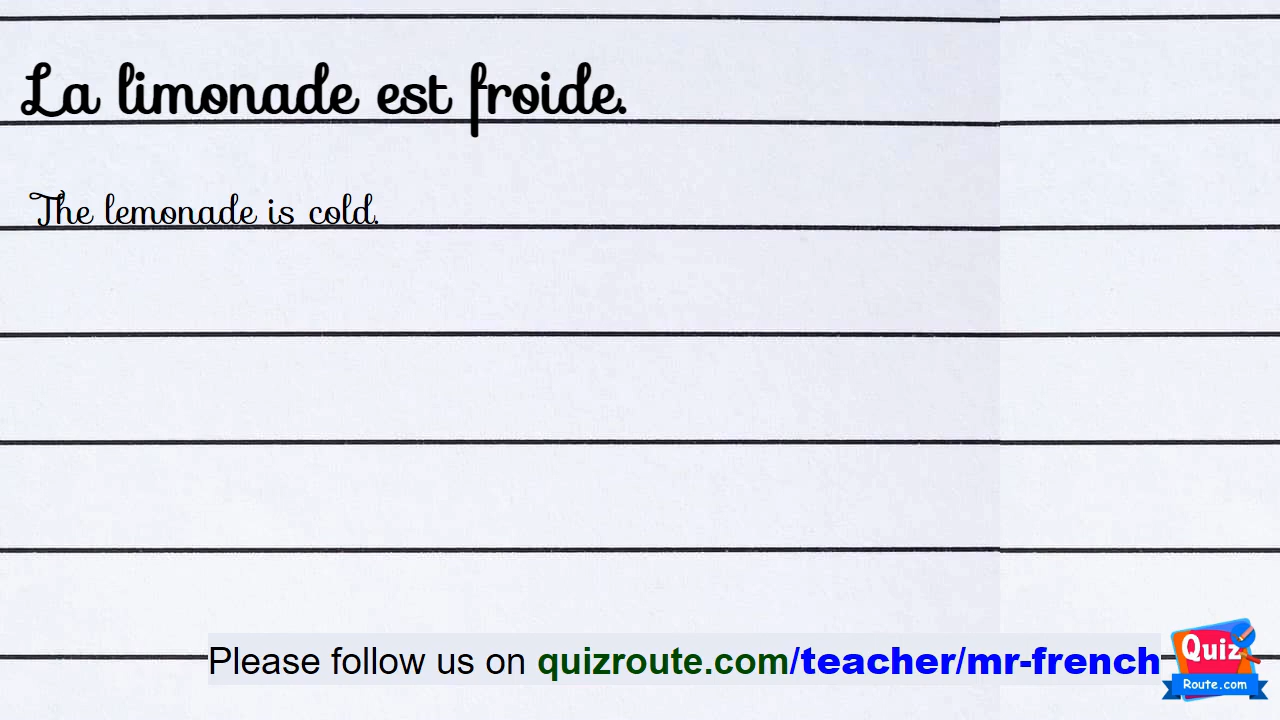 La limonade est froide.
The lemonade is cold.
Please follow us on quizroute.com/teacher/mr-french
Quiz
Route.com